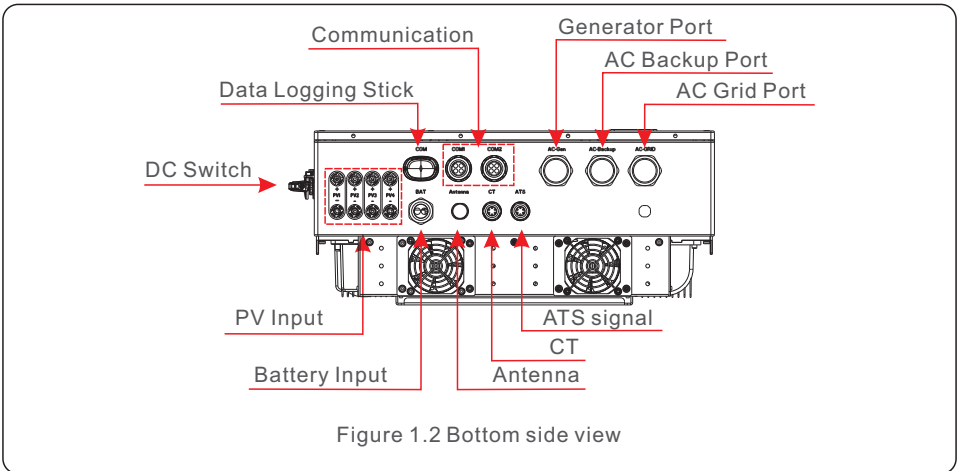 Communication
Generator Port
AC Backup Port
Data Logging Stick
AC Grid Port
DC Switch
COM
COM1
COM2
AC-Gen
AC-Backup
AC-GRID
+ + + +
PV1 PV2 PV3 PV4
- - - -
BAT
Antenna
CT
ATS
PV Input
ATS signal
CT
Battery Input
Antenna
Figure 1.2 Bottom side view